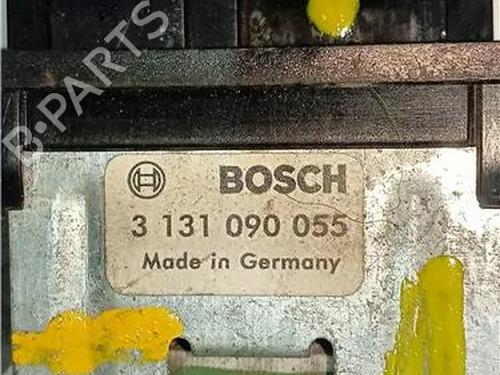 B-PARTS
BOSCH
3 131 090 055
Made in Germany